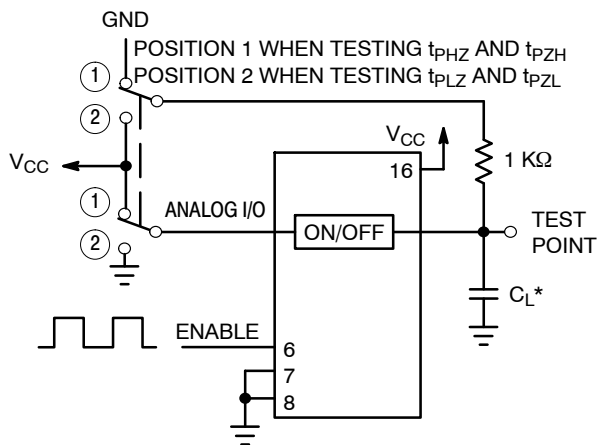 GND
POSITION 1 WHEN TESTING tPHZ AND tPZH
POSITION 2 WHEN TESTING tPLZ AND tPZL
1
2
VCC
VCC
16
1 KΩ
1
ANALOG I/O
ON/OFF
TEST
POINT
2
CL*
ENABLE
6
7
8